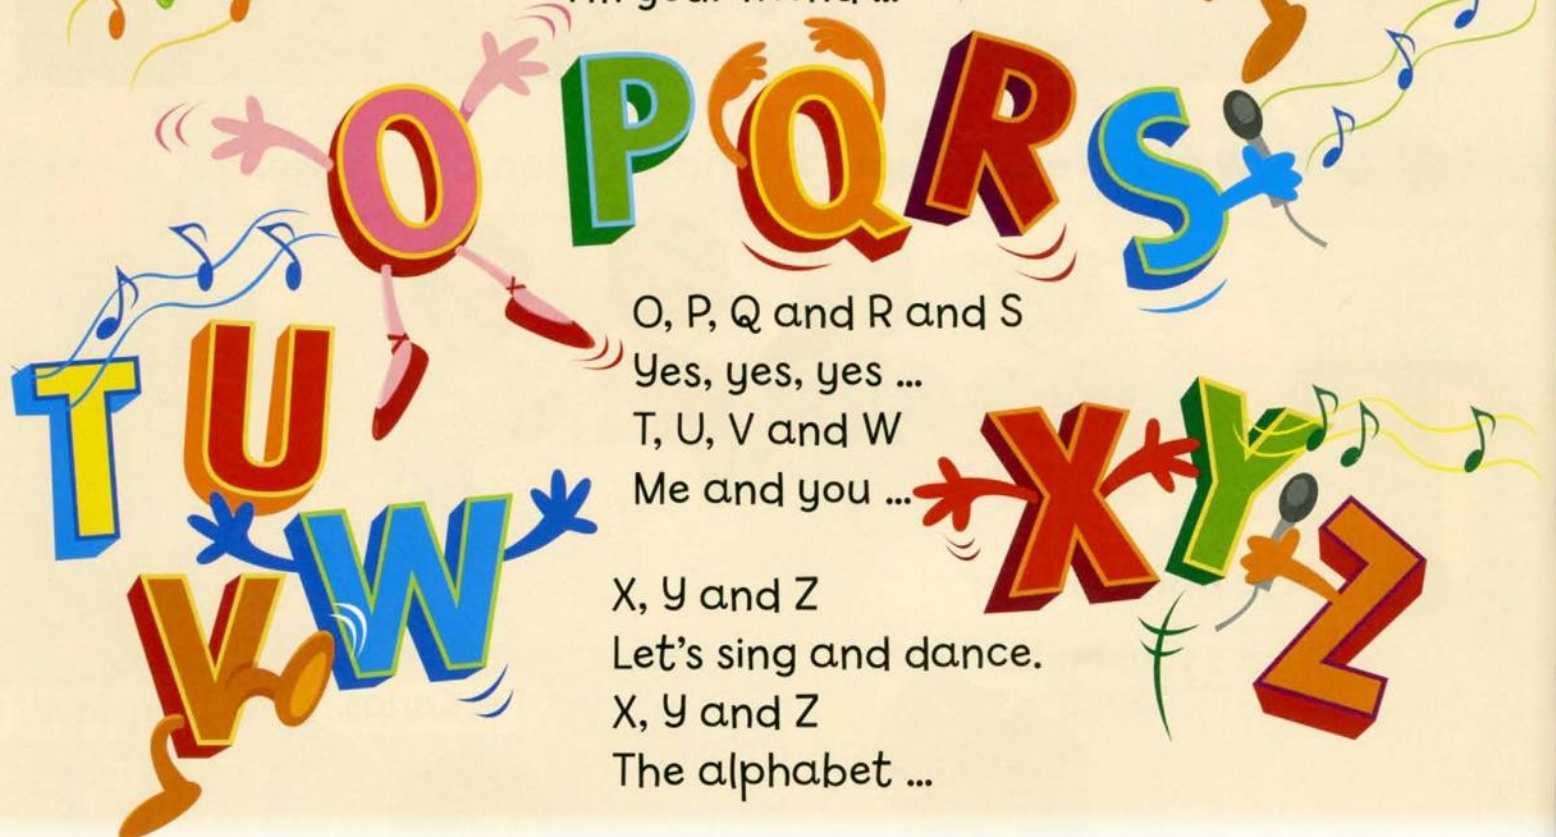 O P Q R S
O, P, Q and R and S
Yes, yes, yes ...
T, U, V and W
Me and you ...
T U
V W
X Y Z
X, Y and Z
Let's sing and dance.
X, Y and Z
The alphabet ...